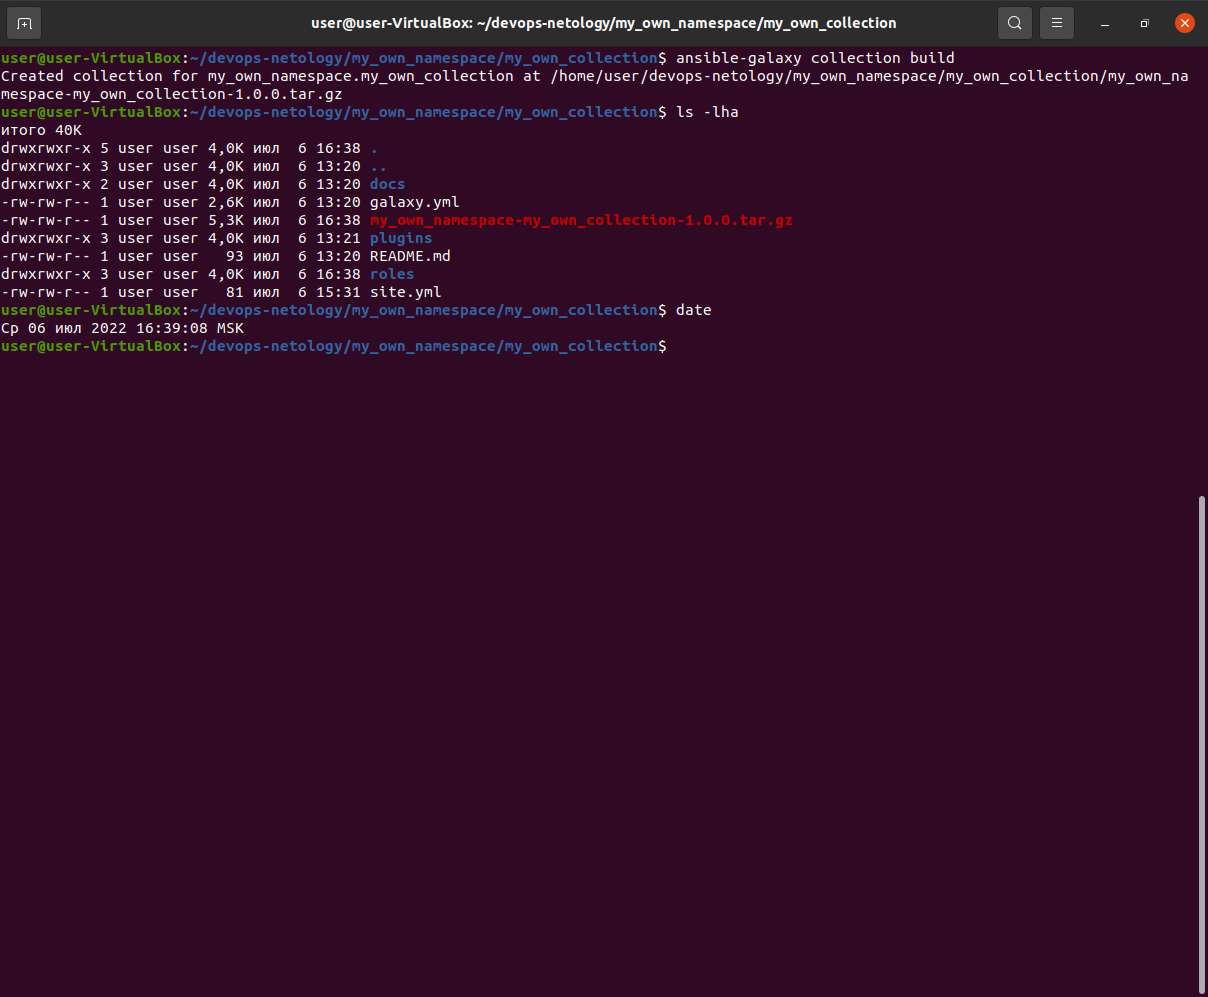 user@user-VirtualBox: ~/devops-netology/my_own_namespace/my_own_collection
user@user-VirtualBox:~/devops-netology/my_own_namespace/my_own_collection$ ansible-galaxy collection build
Created collection for my_own_namespace.my_own_collection at /home/user/devops-netology/my_own_namespace/my_own_collection/my_own_na
mespace-my_own_collection-1.0.0.tar.gz
user@user-VirtualBox:~/devops-netology/my_own_namespace/my_own_collection$ ls -lha
итого 40K
drwxrwxr-x 5 user user 4,0K июл  6 16:38 .
drwxrwxr-x 3 user user 4,0K июл  6 13:20 ..
drwxrwxr-x 2 user user 4,0K июл  6 13:20 docs
-rw-rw-r-- 1 user user 2,6K июл  6 13:20 galaxy.yml
-rw-rw-r-- 1 user user 5,3K июл  6 16:38 my_own_namespace-my_own_collection-1.0.0.tar.gz
drwxrwxr-x 3 user user 4,0K июл  6 13:21 plugins
-rw-rw-r-- 1 user user   93 июл  6 13:20 README.md
drwxrwxr-x 3 user user 4,0K июл  6 16:38 roles
-rw-rw-r-- 1 user user   81 июл  6 15:31 site.yml
user@user-VirtualBox:~/devops-netology/my_own_namespace/my_own_collection$ date
Ср 06 июл 2022 16:39:08 MSK
user@user-VirtualBox:~/devops-netology/my_own_namespace/my_own_collection$